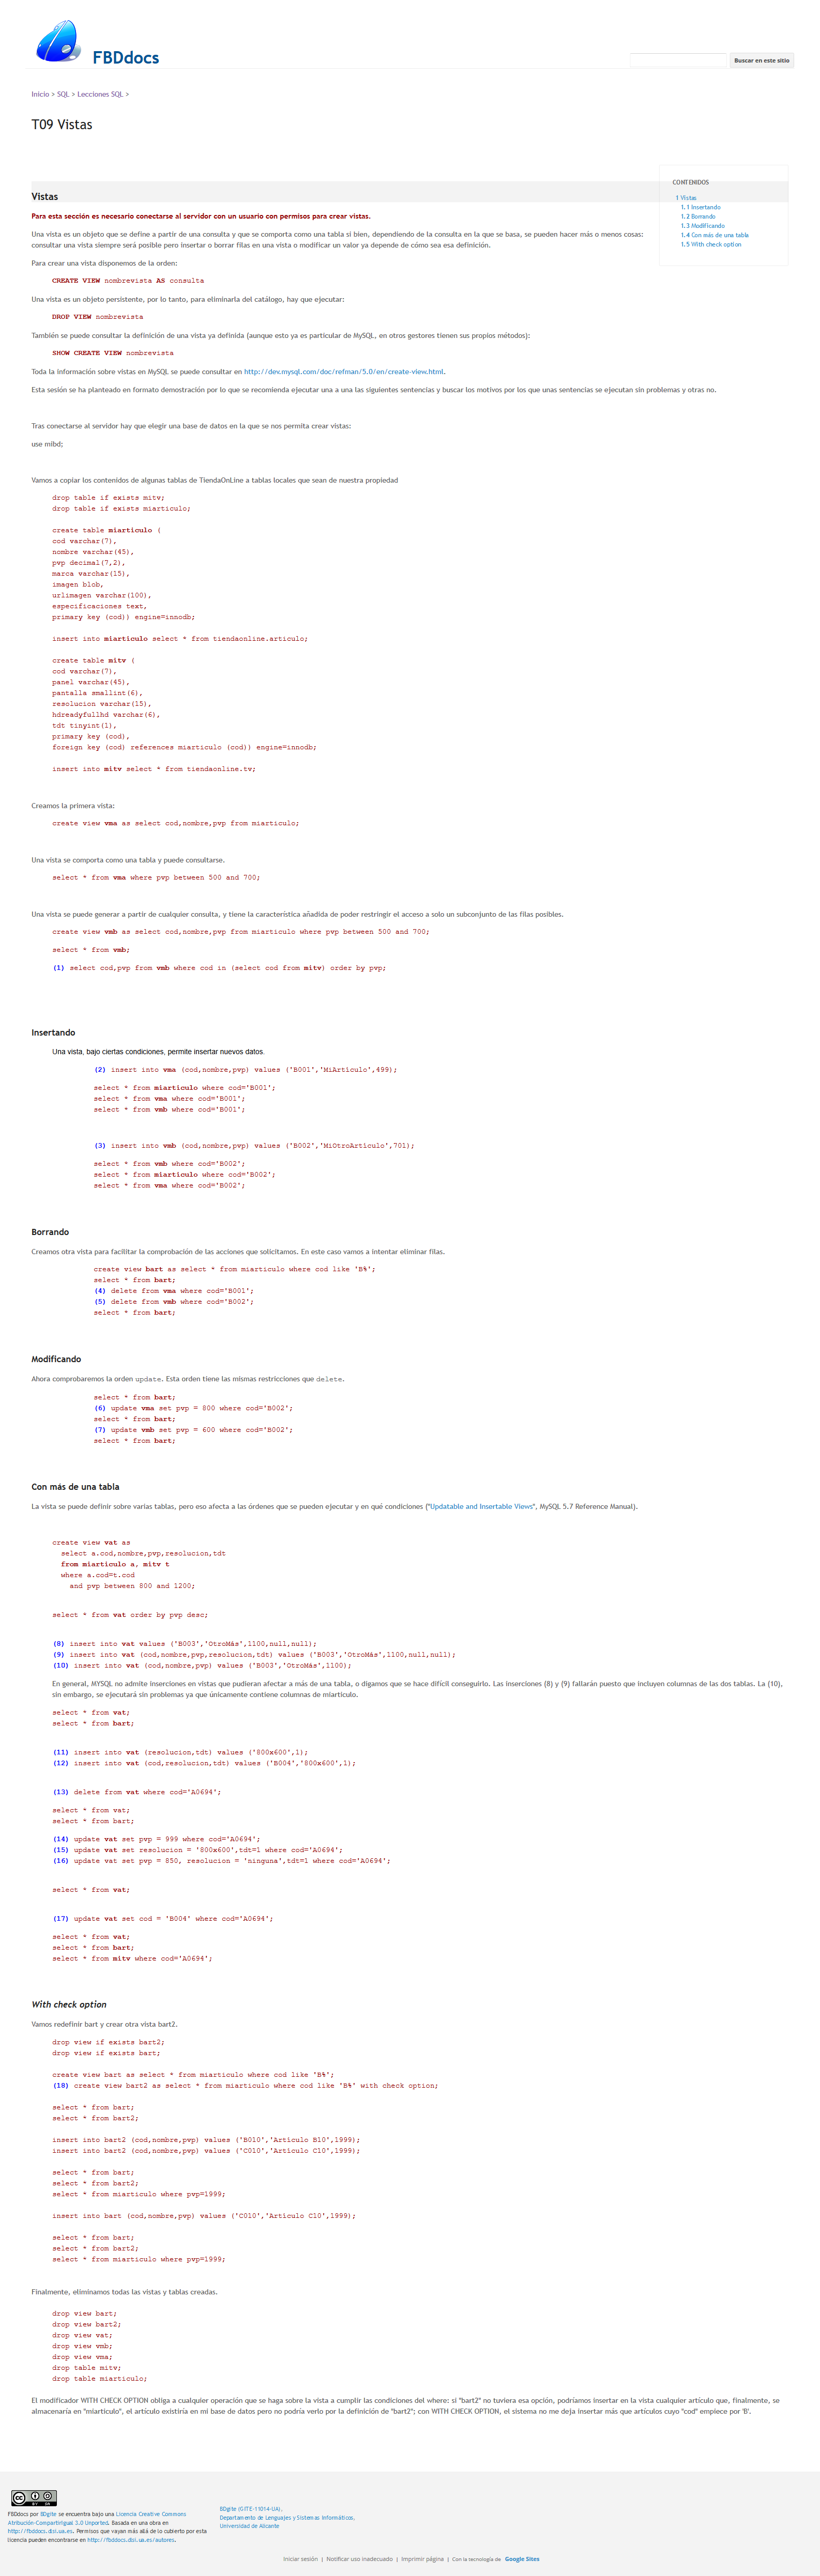 FBDdocs
Buscar en este sitio
Inicio > SQL > Lecciones SQL >
T09 Vistas
CONTENIDOS
1 Vistas
1.1 Insertando
1.2 Borrando
1.3 Modificando
1.4 Con más de una tabla
1.5 With check option
Vistas
Para esta sección es necesario conectarse al servidor con un usuario con permisos para crear vistas.
Una vista es un objeto que se define a partir de una consulta y que se comporta como una tabla si bien, dependiendo de la consulta en la que se basa, se pueden hacer más o menos cosas:
consultar una vista siempre será posible pero insertar o borrar filas en una vista o modificar un valor ya depende de cómo sea esa definición.
Para crear una vista disponemos de la orden:
CREATE VIEW nombrevista AS consulta
Una vista es un objeto persistente, por lo tanto, para eliminarla del catálogo, hay que ejecutar:
DROP VIEW nombrevista
También se puede consultar la definición de una vista ya definida (aunque esto ya es particular de MySQL, en otros gestores tienen sus propios métodos):
SHOW CREATE VIEW nombrevista
Toda la información sobre vistas en MySQL se puede consultar en http://dev.mysql.com/doc/refman/5.0/en/create-view.html.
Esta sesión se ha planteado en formato demostración por lo que se recomienda ejecutar una a una las siguientes sentencias y buscar los motivos por los que unas sentencias se ejecutan sin problemas y otras no.
Tras conectarse al servidor hay que elegir una base de datos en la que se nos permita crear vistas:
use mibd;
Vamos a copiar los contenidos de algunas tablas de TiendaOnLine a tablas locales que sean de nuestra propiedad
drop table if exists mitv;
drop table if exists miarticulo;
create table miarticulo (
cod varchar(7),
nombre varchar(45),
pvp decimal(7,2),
marca varchar(15),
imagen blob,
urlimagen varchar(100),
especificaciones text,
primary key (cod)) engine=innodb;
insert into miarticulo select * from tiendaonline.articulo;
create table mitv (
cod varchar(7),
panel varchar(45),
pantalla smallint(6),
resolucion varchar(15),
hdreadyfullhd varchar(6),
tdt tinyint(1),
primary key (cod),
foreign key (cod) references miarticulo (cod)) engine=innodb;
insert into mitv select * from tiendaonline.tv;
Creamos la primera vista:
create view vma as select cod,nombre,pvp from miarticulo;
Una vista se comporta como una tabla y puede consultarse.
select * from vma where pvp between 500 and 700;
Una vista se puede generar a partir de cualquier consulta, y tiene la característica añadida de poder restringir el acceso a solo un subconjunto de las filas posibles.
create view vmb as select cod,nombre,pvp from miarticulo where pvp between 500 and 700;
select * from vmb;
(1) select cod,pvp from vmb where cod in (select cod from mitv) order by pvp;
Insertando
Una vista, bajo ciertas condiciones, permite insertar nuevos datos.
(2) insert into vma (cod,nombre,pvp) values ('B001','MiArtículo',499);
select * from miarticulo where cod='B001';
select * from vma where cod='B001';
select * from vmb where cod='B001';
(3) insert into vmb (cod,nombre,pvp) values ('B002','MiOtroArtículo',701);
select * from vmb where cod='B002';
select * from miarticulo where cod='B002';
select * from vma where cod='B002';
Borrando
Creamos otra vista para facilitar la comprobación de las acciones que solicitamos. En este caso vamos a intentar eliminar filas.
create view bart as select * from miarticulo where cod like 'B%';
select * from bart;
(4) delete from vma where cod='B001';
(5) delete from vmb where cod='B002';
select * from bart;
Modificando
Ahora comprobaremos la orden update. Esta orden tiene las mismas restricciones que delete.
select * from bart;
(6) update vma set pvp = 800 where cod='B002';
select * from bart;
(7) update vmb set pvp = 600 where cod='B002';
select * from bart;
Con más de una tabla
La vista se puede definir sobre varias tablas, pero eso afecta a las órdenes que se pueden ejecutar y en qué condiciones ("Updatable and Insertable Views", MySQL 5.7 Reference Manual).
create view vat as
select a.cod,nombre,pvp,resolucion,tdt
from miarticulo a, mitv t
where a.cod=t.cod
and pvp between 800 and 1200;
select * from vat order by pvp desc;
(8) insert into vat values ('B003','OtroMás',1100,null,null);
(9) insert into vat (cod,nombre,pvp,resolucion,tdt) values ('B003','OtroMás',1100,null,null);
(10) insert into vat (cod,nombre,pvp) values ('B003','OtroMás',1100);
En general, MYSQL no admite inserciones en vistas que pudieran afectar a más de una tabla, o digamos que se hace difícil conseguirlo. Las inserciones (8) y (9) fallarán puesto que incluyen columnas de las dos tablas. La (10),
sin embargo, se ejecutará sin problemas ya que únicamente contiene columnas de miartículo.
select * from vat;
select * from bart;
(11) insert into vat (resolucion,tdt) values ('800x600',1);
(12) insert into vat (cod,resolucion,tdt) values ('B004','800x600',1);
(13) delete from vat where cod='A0694';
select * from vat;
select * from bart;
(14) update vat set pvp = 999 where cod='A0694';
(15) update vat set resolucion = '800x600',tdt=1 where cod='A0694';
(16) update vat set pvp = 850, resolucion = 'ninguna',tdt=1 where cod='A0694';
select * from vat;
(17) update vat set cod = 'B004' where cod='A0694';
select * from vat;
select * from bart;
select * from mitv where cod='A0694';
With check option
Vamos redefinir bart y crear otra vista bart2.
drop view if exists bart2;
drop view if exists bart;
create view bart as select * from miarticulo where cod like 'B%';
(18) create view bart2 as select * from miarticulo where cod like 'B%' with check option;
select * from bart;
select * from bart2;
insert into bart2 (cod,nombre,pvp) values ('B010','Artículo B10',1999);
insert into bart2 (cod,nombre,pvp) values ('C010','Artículo C10',1999);
select * from bart;
select * from bart2;
select * from miarticulo where pvp=1999;
insert into bart (cod,nombre,pvp) values ('C010','Artículo C10',1999);
select * from bart;
select * from bart2;
select * from miarticulo where pvp=1999;
Finalmente, eliminamos todas las vistas y tablas creadas.
drop view bart;
drop view bart2;
drop view vat;
drop view vmb;
drop view vma;
drop table mitv;
drop table miarticulo;
El modificador WITH CHECK OPTION obliga a cualquier operación que se haga sobre la vista a cumplir las condiciones del where: si "bart2" no tuviera esa opción, podríamos insertar en la vista cualquier artículo que, finalmente, se
almacenaría en "miarticulo", el artículo existiría en mi base de datos pero no podría verlo por la definición de "bart2"; con WITH CHECK OPTION, el sistema no me deja insertar más que artículos cuyo "cod" empiece por 'B'.
BY SA
FBDdocs por BDgite se encuentra bajo una Licencia Creative Commons
Atribución-CompartirIgual 3.0 Unported. Basada en una obra en
http://fbddocs.dlsi.ua.es. Permisos que vayan más allá de lo cubierto por esta
licencia pueden encontrarse en http://fbddocs.dlsi.ua.es/autores.
BDgite (GITE-11014-UA),
Departamento de Lenguajes y Sistemas Informáticos,
Universidad de Alicante
Iniciar sesión | Notificar uso inadecuado | Imprimir página | Con la tecnología de Google Sites